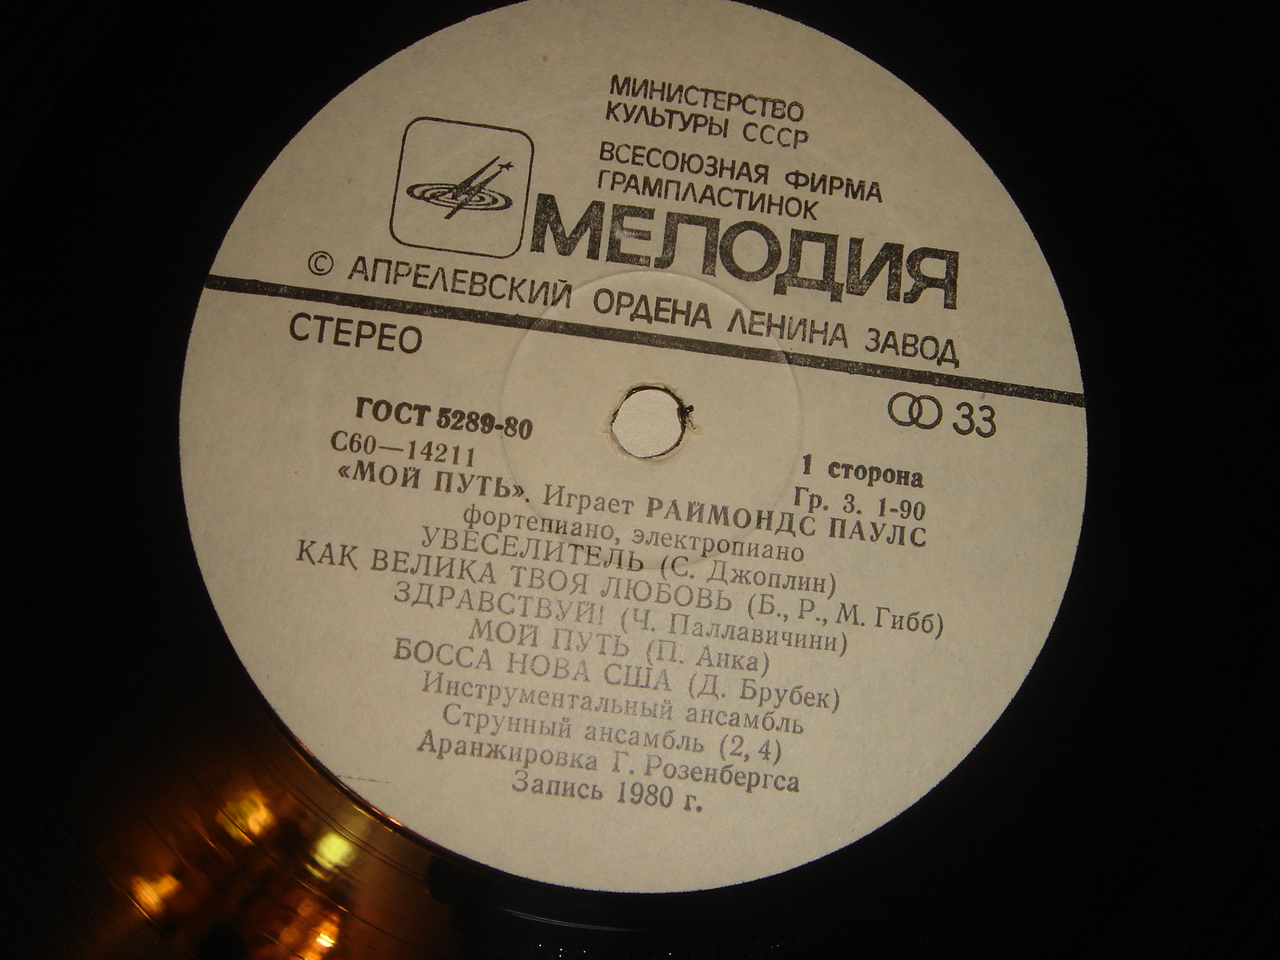 МИНИСТЕРСТВО
КУЛЬТУРЫ СССР
ВСЕСОЮЗНАЯ ФИРМА
ГРАМПЛАСТИНОК
МЕЛОДИЯ
© АПРЕЛЕВСКИЙ ОРДЕНА ЛЕНИНА ЗАВОД
СТЕРЕО
33
ГОСТ 5289-80
С60—14211
1 сторона
Гр. 3. 1-90
«МОЙ ПУТЬ». Играет РАЙМОНДС ПАУЛС
фортепиано, электропиано
УВЕСЕЛИТЕЛЬ (С. Джоплин)
КАК ВЕЛИКА ТВОЯ ЛЮБОВЬ (Б., Р., М. Гибб)
ЗДРАВСТВУЙ! (Ч. Паллавичини)
МОЙ ПУТЬ (П. Анка)
БОССА НОВА США (Д. Брубек)
Инструментальный ансамбль
Струнный ансамбль (2, 4)
Аранжировка Г. Розенбергса
Запись 1980 г.